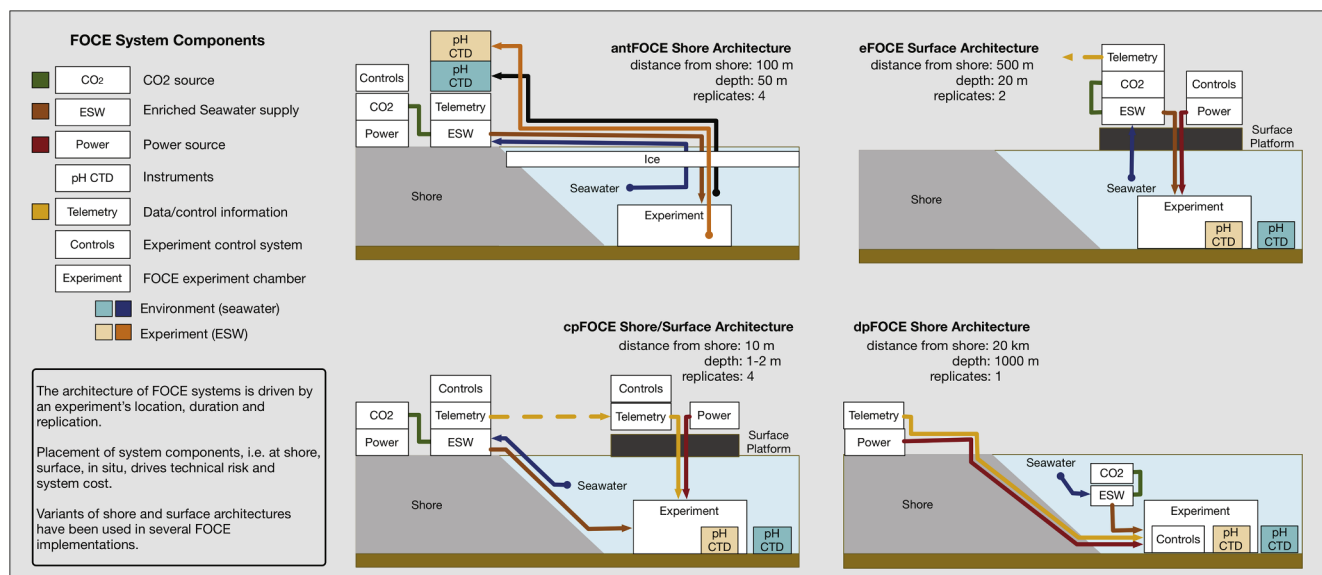 FOCE System Components
CO2
CO2 source
ESW
Enriched Seawater supply
Power
Power source
pH CTD
Instruments
Telemetry
Data/control information
Controls
Experiment control system
Experiment
FOCE experiment chamber
Environment (seawater)
Experiment (ESW)
The architecture of FOCE systems is driven by
an experiment's location, duration and
replication.
Placement of system components, i.e. at shore,
surface, in situ, drives technical risk and
system cost.
Variants of shore and surface architectures
have been used in several FOCE
implementations.
antFOCE Shore Architecture
distance from shore: 100 m
depth: 50 m
replicates: 4
pH
CTD
pH
CTD
Controls
CO2
Telemetry
Power
ESW
Ice
Seawater
Shore
Experiment
eFOCE Surface Architecture
distance from shore: 500 m
depth: 20 m
replicates: 2
Telemetry
CO2
Controls
ESW
Power
Surface
Platform
Seawater
Shore
Experiment
pH
CTD
pH
CTD
cpFOCE Shore/Surface Architecture
distance from shore: 10 m
depth: 1-2 m
replicates: 4
Controls
Controls
CO2
Telemetry
Telemetry
Power
Power
ESW
Surface
Platform
Seawater
Shore
Experiment
pH
CTD
pH
CTD
dpFOCE Shore Architecture
distance from shore: 20 km
depth: 1000 m
replicates: 1
Telemetry
Power
Seawater
CO2
ESW
Shore
Experiment
Controls
pH
CTD
pH
CTD